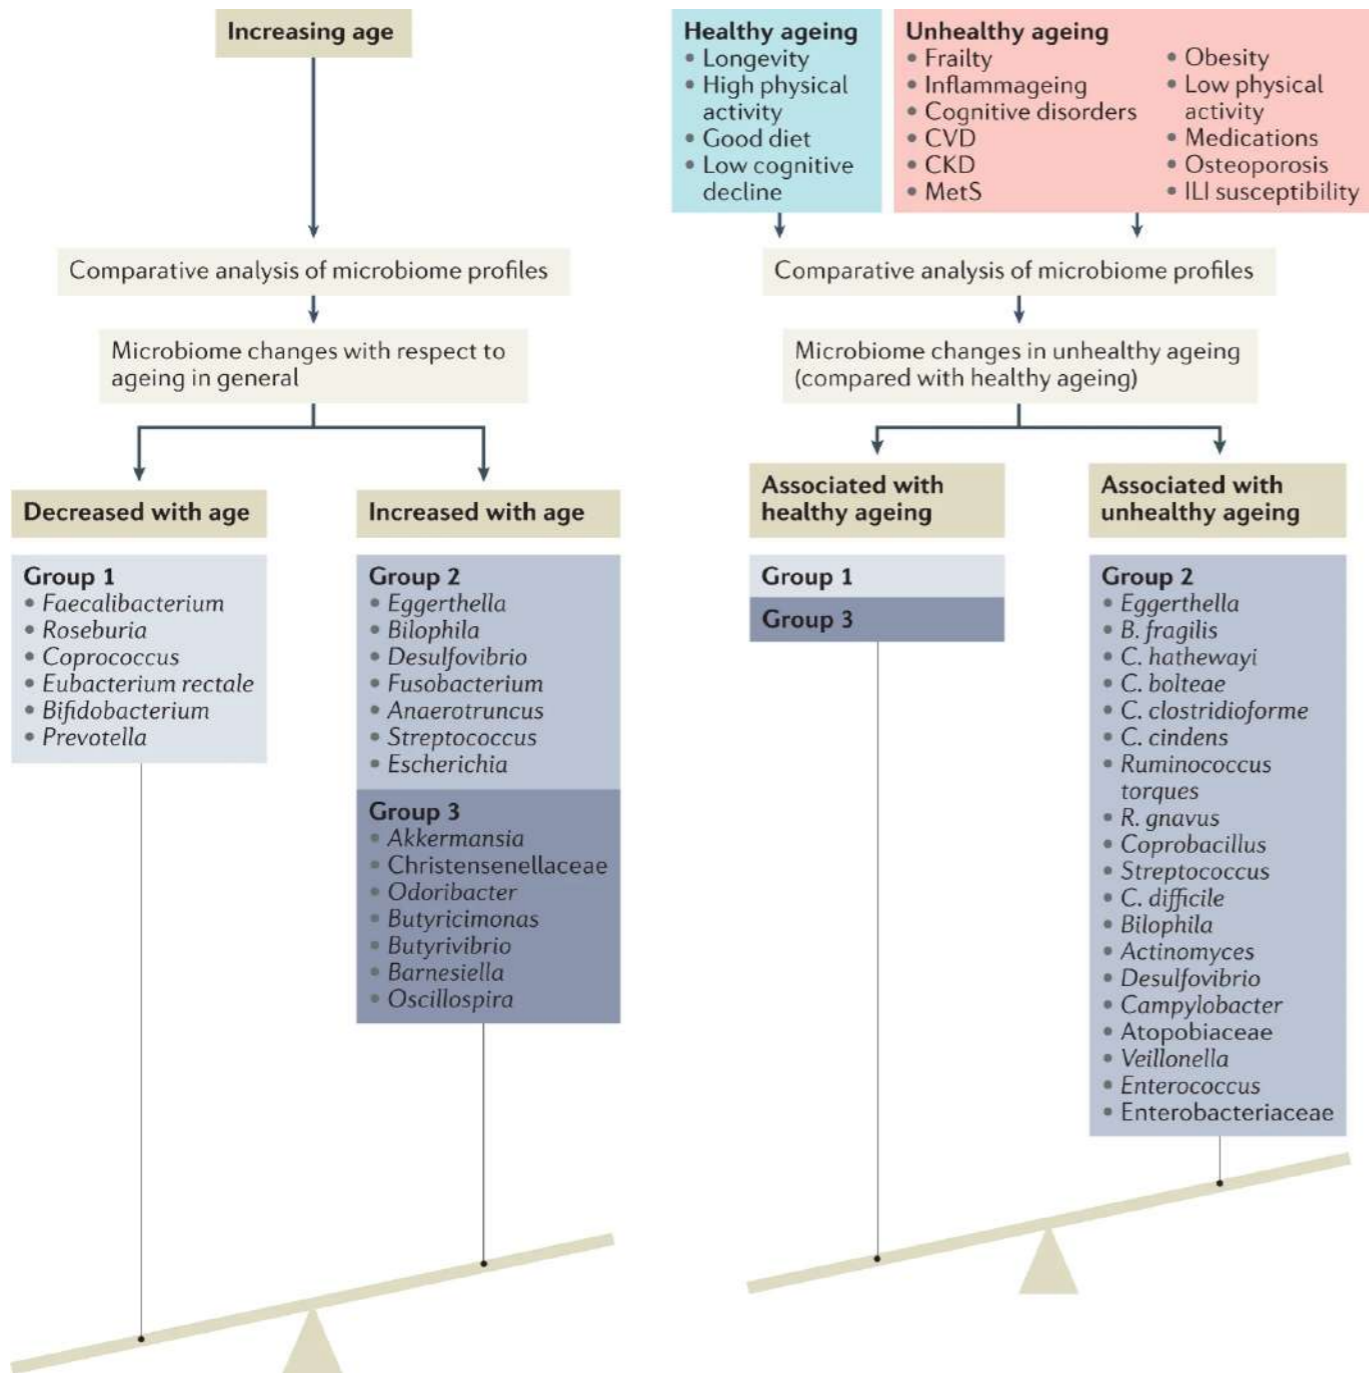 Increasing age
Comparative analysis of microbiome profiles
Microbiome changes with respect to
ageing in general
Decreased with age
Group 1
• Faecalibacterium
• Roseburia
• Coprococcus
• Eubacterium rectale
• Bifidobacterium
• Prevotella
Increased with age
Group 2
• Eggerthella
• Bilophila
• Desulfovibrio
• Fusobacterium
• Anaerotruncus
• Streptococcus
• Escherichia
Group 3
• Akkermansia
• Christensenellaceae
• Odoribacter
• Butyricimonas
• Butyrivibrio
• Barnesiella
• Oscillospira
Healthy ageing
• Longevity
• High physical
activity
• Good diet
• Low cognitive
decline
Unhealthy ageing
• Frailty
• Inflammageing
• Cognitive disorders
• CVD
• CKD
• MetS
• Obesity
• Low physical
activity
• Medications
• Osteoporosis
• ILI susceptibility
Comparative analysis of microbiome profiles
Microbiome changes in unhealthy ageing
(compared with healthy ageing)
Associated with
healthy ageing
Group 1
Group 3
Associated with
unhealthy ageing
Group 2
• Eggerthella
• B. fragilis
• C. hathewayi
• C. bolteae
• C. clostridioforme
• C. cindens
• Ruminococcus
torques
• R. gnavus
• Coprobacillus
• Streptococcus
• C. difficile
• Bilophila
• Actinomyces
• Desulfovibrio
• Campylobacter
• Atopobiaceae
• Veillonella
• Enterococcus
• Enterobacteriaceae